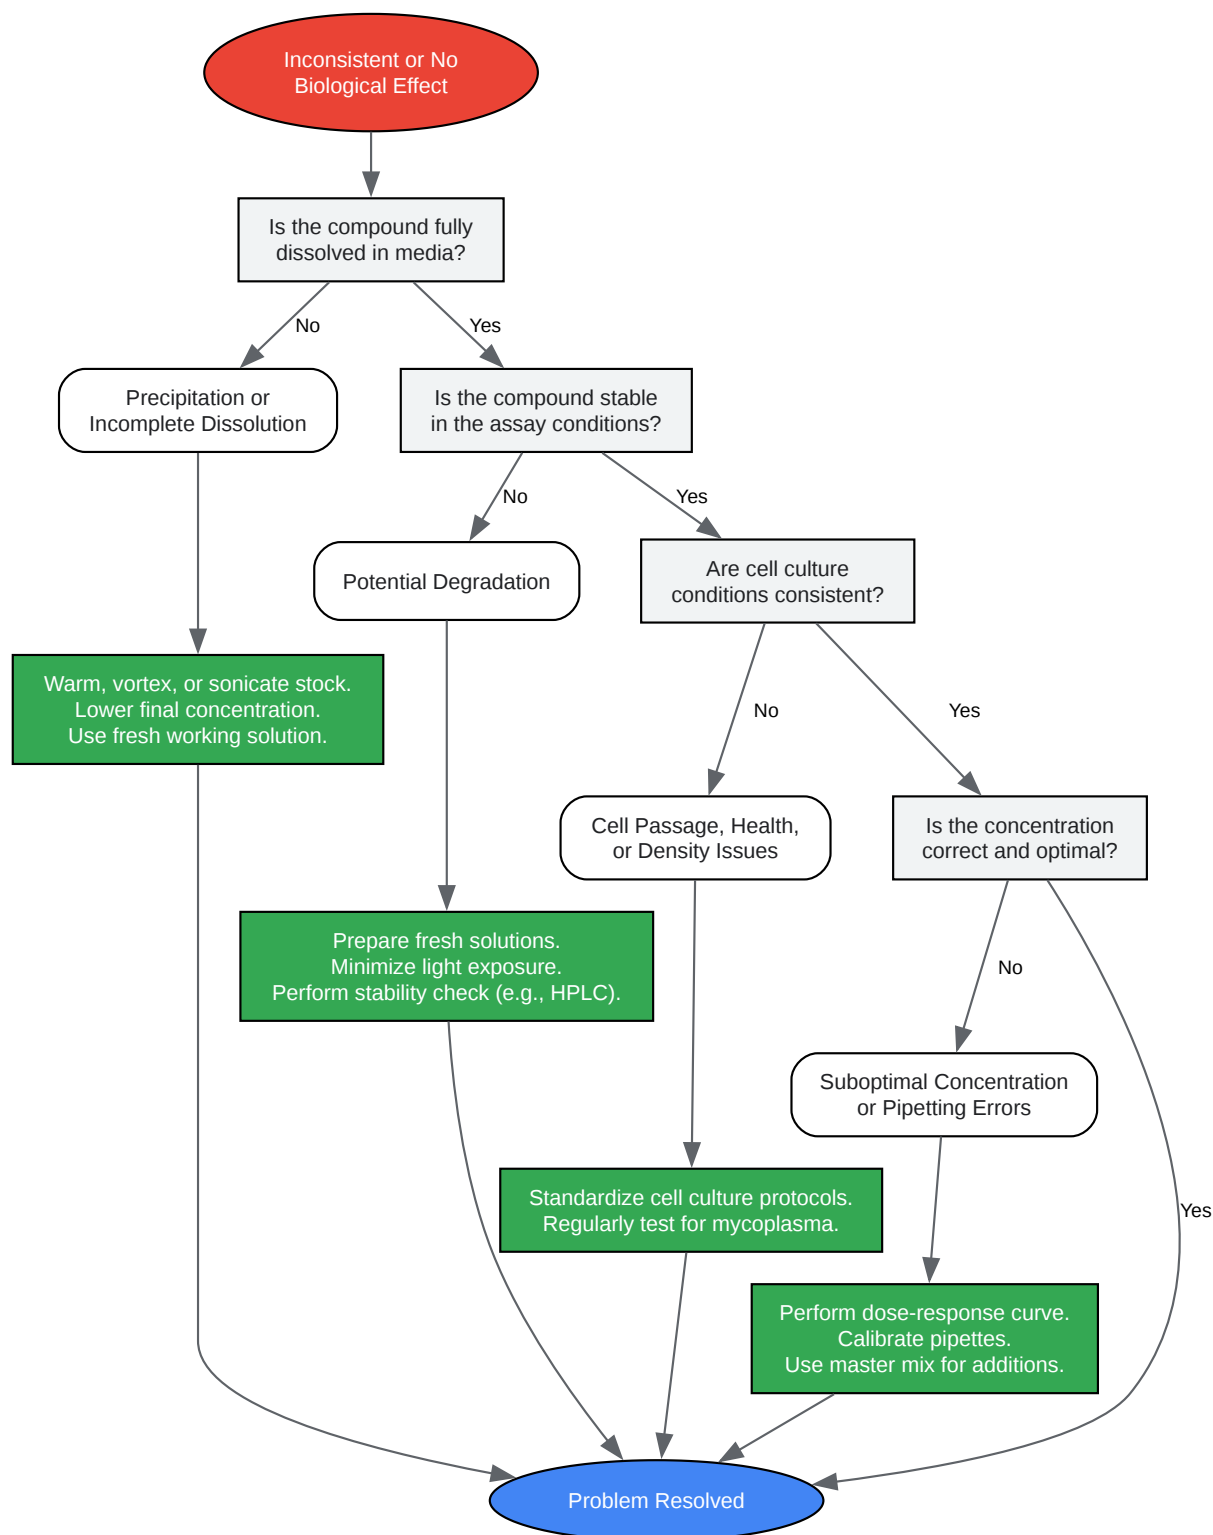 Inconsistent or No
Biological Effect
Is the compound fully
dissolved in media?
No
Yes
Precipitation or
Incomplete Dissolution
Is the compound stable
in the assay conditions?
No
Yes
Potential Degradation
Are cell culture
conditions consistent?
Warm, vortex, or sonicate stock.
Lower final concentration.
Use fresh working solution.
No
Yes
Cell Passage, Health,
or Density Issues
Is the concentration
correct and optimal?
Prepare fresh solutions.
Minimize light exposure.
Perform stability check (e.g., HPLC).
No
Suboptimal Concentration
or Pipetting Errors
Standardize cell culture protocols.
Regularly test for mycoplasma.
Yes
Perform dose-response curve.
Calibrate pipettes.
Use master mix for additions.
Problem Resolved